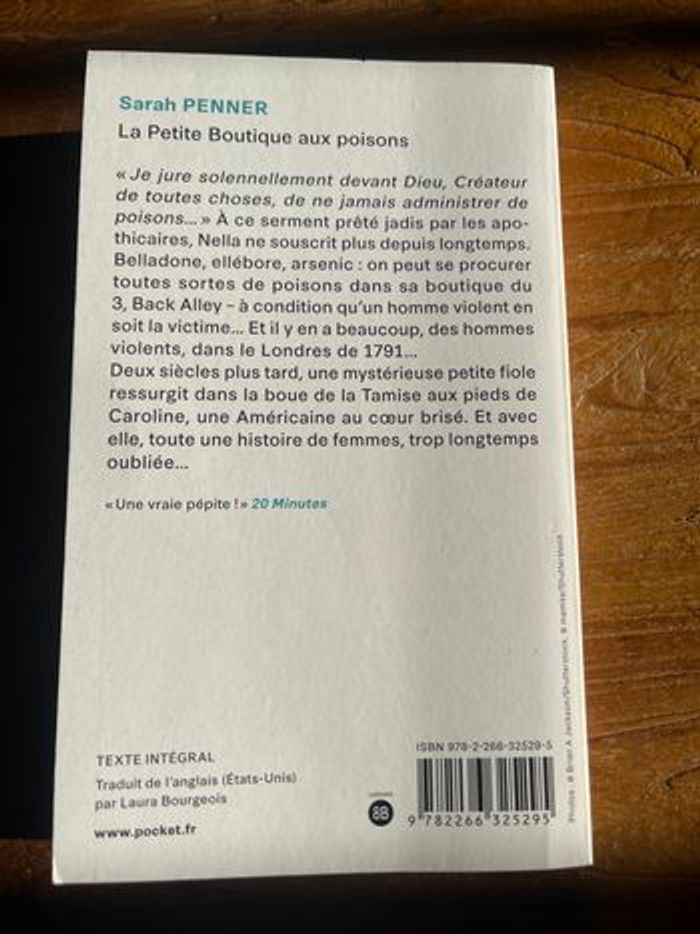 Sarah PENNER
La Petite Boutique aux poisons
« Je jure solennellement devant Dieu, Créateur
de toutes choses, de ne jamais administrer de
poisons... » À ce serment prêté jadis par les apo-
thicaires, Nella ne souscrit plus depuis longtemps.
Belladone, ellébore, arsenic : on peut se procurer
toutes sortes de poisons dans sa boutique du
3, Back Alley – à condition qu'un homme violent en
soit la victime... Et il y en a beaucoup, des hommes
violents, dans le Londres de 1791...
Deux siècles plus tard, une mystérieuse petite fiole
ressurgit dans la boue de la Tamise aux pieds de
Caroline, une Américaine au cœur brisé. Et avec
elle, toute une histoire de femmes, trop longtemps
oubliée...
« Une vraie pépite ! » 20 Minutes
TEXTE INTÉGRAL
Traduit de l'anglais (États-Unis)
par Laura Bourgeois
www.pocket.fr
ISBN 978-2-266-32529-5
9 782266 325295
Photos : © Brian A Jackson/Shutterstock, ©